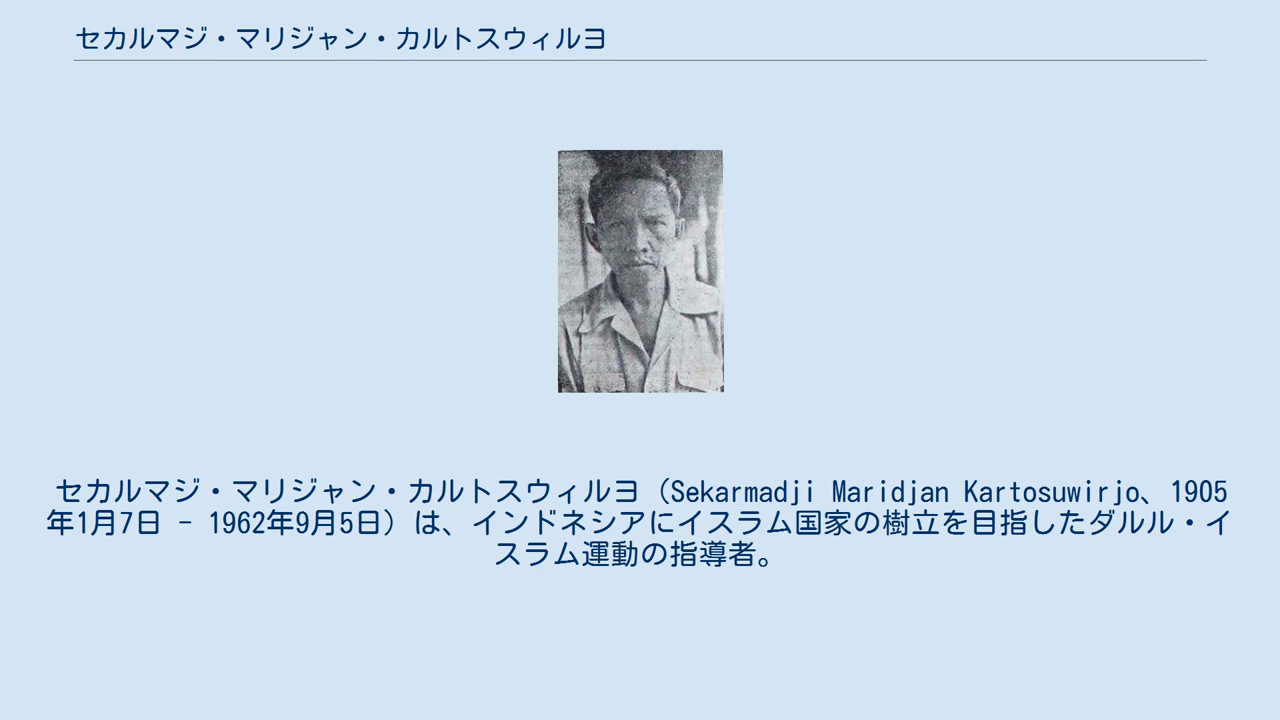 セカルマジ・マリジャン・カルトスウィルヨ
セカルマジ・マリジャン・カルトスウィルヨ（Sekarmadji Maridjan Kartosuwirjo、1905
年1月7日 - 1962年9月5日）は、インドネシアにイスラム国家の樹立を目指したダルル・イ
スラム運動の指導者。